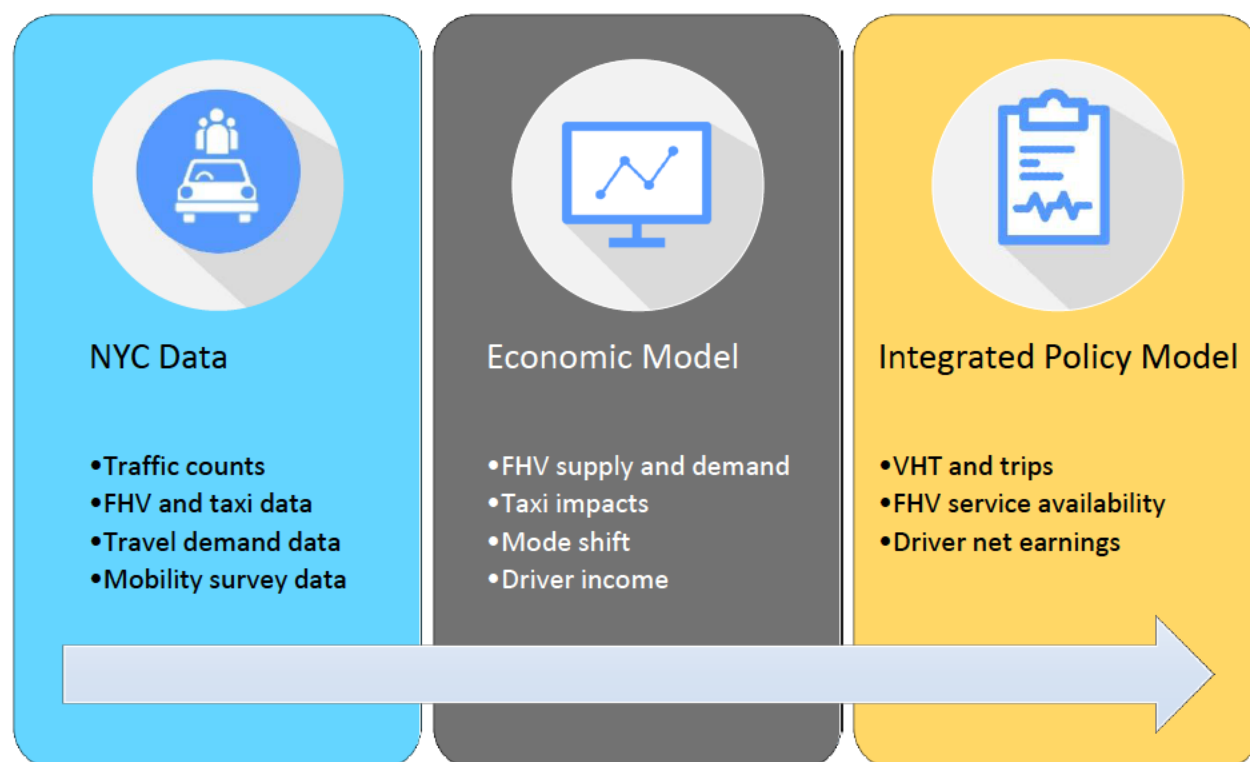 NYC Data
•Traffic counts
•FHV and taxi data
•Travel demand data
•Mobility survey data
Economic Model
•FHV supply and demand
•Taxi impacts
•Mode shift
•Driver income
Integrated Policy Model
•VHT and trips
•FHV service availability
•Driver net earnings